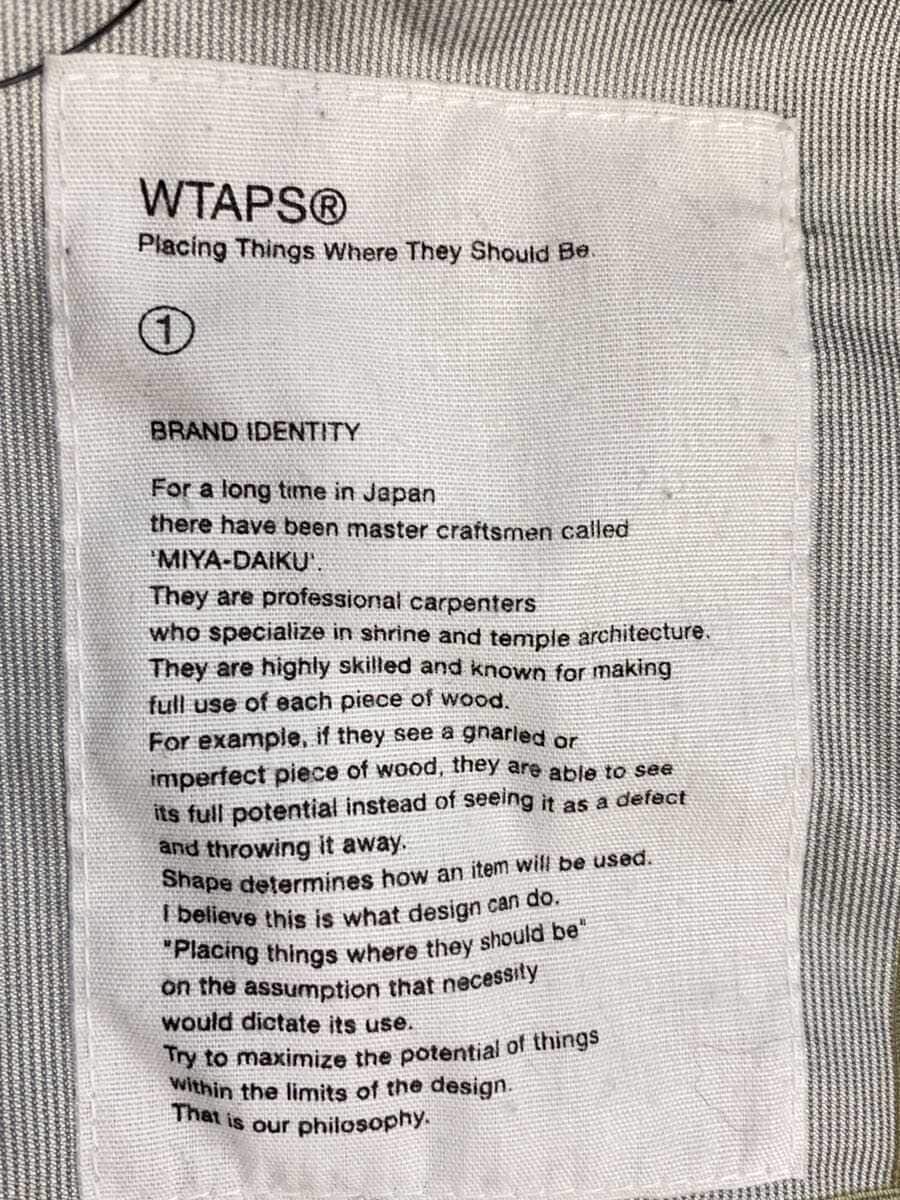 WTAPS®
Placing Things Where They Should Be.
①
BRAND IDENTITY
For a long time in Japan
there have been master craftsmen called
'MIYA-DAIKU'.
They are professional carpenters
who specialize in shrine and temple architecture.
They are highly skilled and known for making
full use of each piece of wood.
For example, if they see a gnarled or
imperfect piece of wood, they are able to see
its full potential instead of seeing it as a defect
and throwing it away.
Shape determines how an item will be used.
I believe this is what design can do.
"Placing things where they should be"
on the assumption that necessity
would dictate its use.
Try to maximize the potential of things
within the limits of the design.
That is our philosophy.